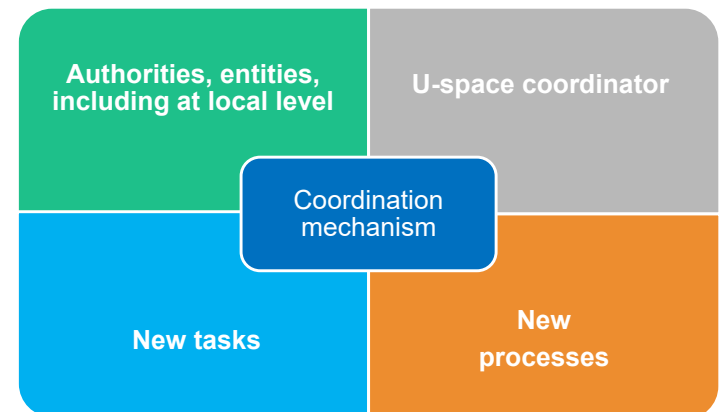 Authorities, entities,
including at local level
U-space coordinator
Coordination
mechanism
New tasks
New
processes